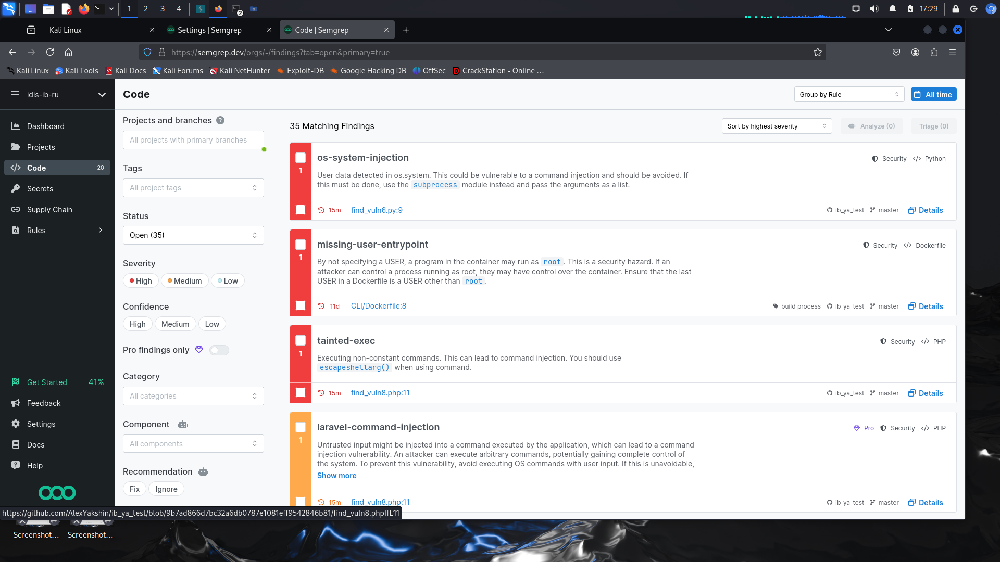 1 2 3 4
2
17:29
Kali Linux
Settings | Semgrep
Code | Semgrep
https://semgrep.dev/orgs/-/findings?tab=open&primary=true
Kali Linux
Kali Tools
Kali Docs
Kali Forums
Kali NetHunter
Exploit-DB
Google Hacking DB
OffSec
CrackStation - Online …
idis-ib-ru
Dashboard
Projects
Code 20
Secrets
Supply Chain
Rules
Get Started 41%
Feedback
Settings
Docs
Help
Code
Group by Rule
All time
Projects and branches ?
All projects with primary branches
Tags
All project tags
Status
Open (35)
Severity
High Medium Low
Confidence
High Medium Low
Pro findings only
Category
All categories
Component
All components
Recommendation
Fix Ignore
35 Matching Findings
Sort by highest severity
Analyze (0)
Triage (0)
1
os-system-injection
Security Python
User data detected in os.system. This could be vulnerable to a command injection and should be avoided. If
this must be done, use the subprocess module instead and pass the arguments as a list.
15m find_vuln6.py:9 ib_ya_test master Details
1
missing-user-entrypoint
Security Dockerfile
By not specifying a USER, a program in the container may run as root . This is a security hazard. If an
attacker can control a process running as root, they may have control over the container. Ensure that the last
USER in a Dockerfile is a USER other than root .
11d CLI/Dockerfile:8 build process ib_ya_test master Details
1
tainted-exec
Security PHP
Executing non-constant commands. This can lead to command injection. You should use
escapeshellarg() when using command.
15m find_vuln8.php:11 ib_ya_test master Details
1
laravel-command-injection
Pro Security PHP
Untrusted input might be injected into a command executed by the application, which can lead to a command
injection vulnerability. An attacker can execute arbitrary commands, potentially gaining complete control of
the system. To prevent this vulnerability, avoid executing OS commands with user input. If this is unavoidable,
Show more
15m find_vuln8.php:11 ib_ya_test master Details
https://github.com/AlexYakshin/ib_ya_test/blob/9b7ad866d7bc32a6db0787e1081eff9542846b81/find_vuln8.php#L11
Screenshot...
Screenshot...